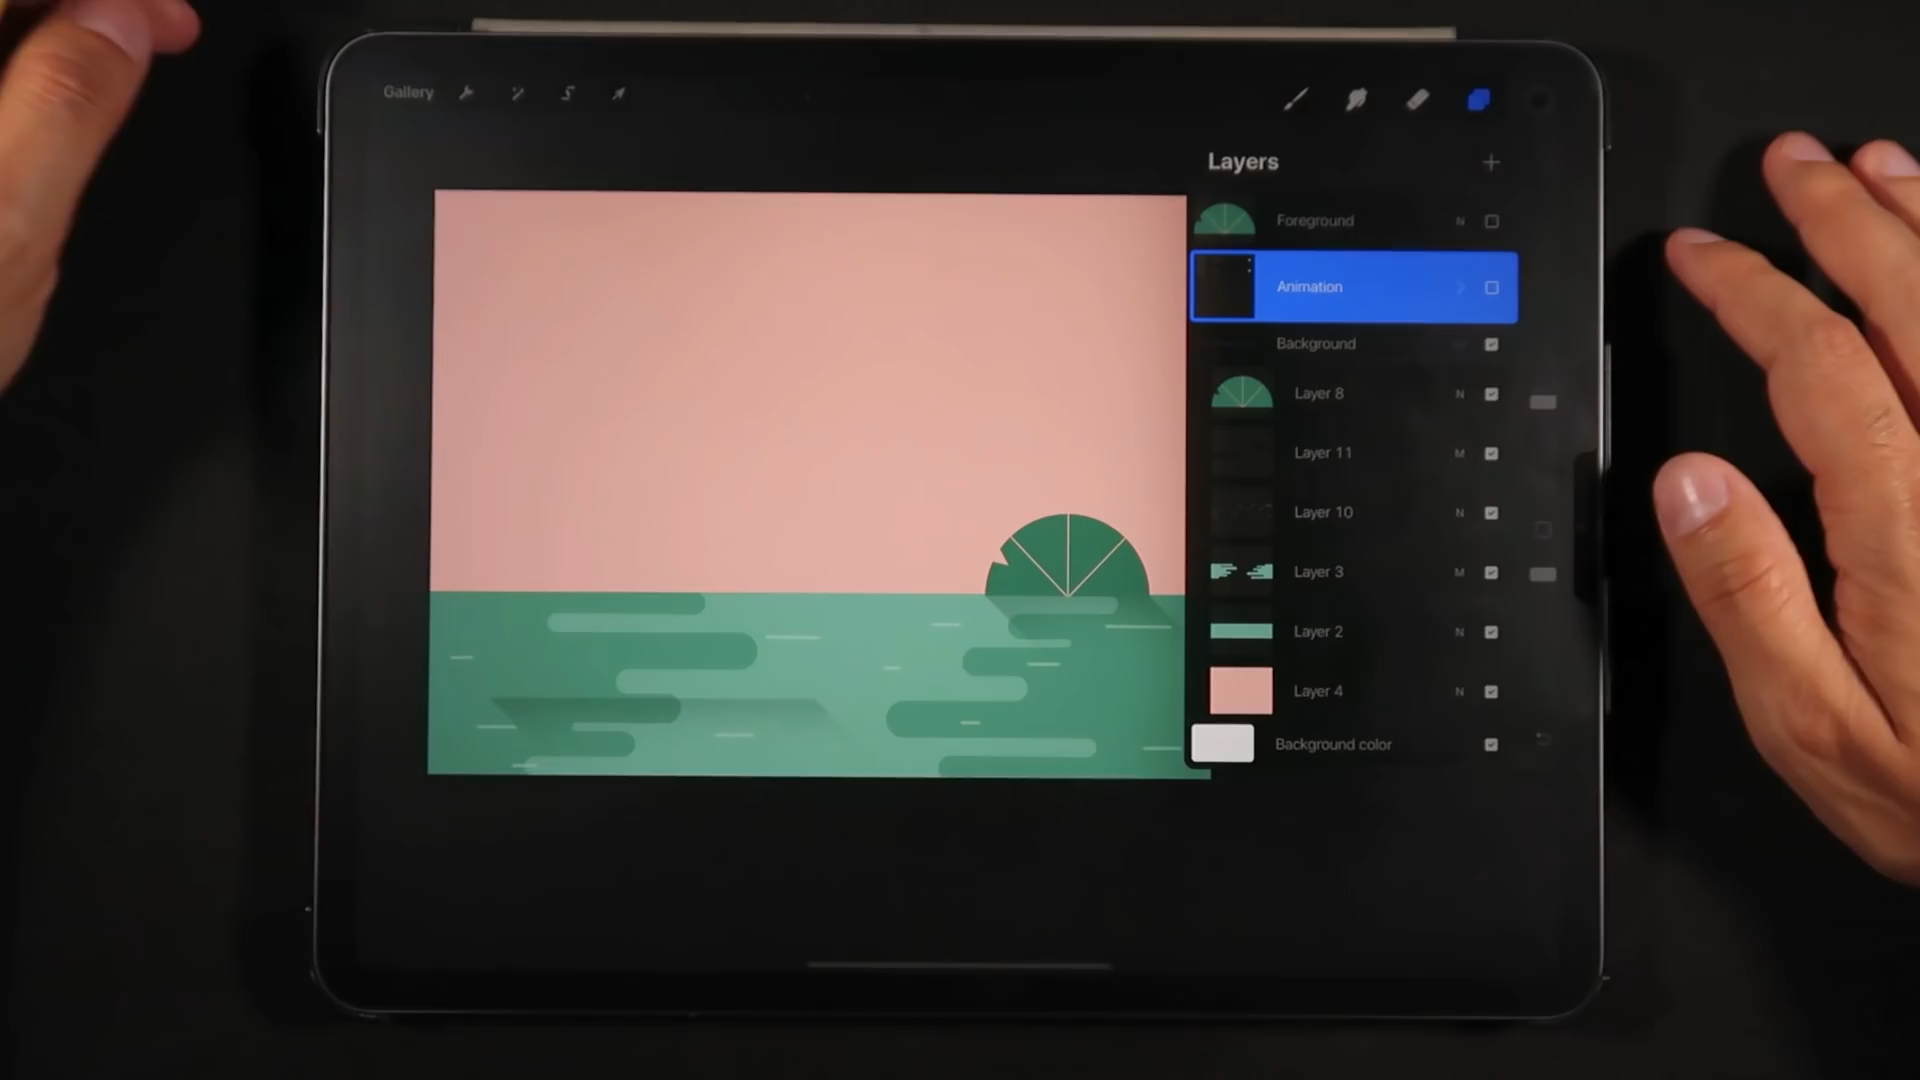 Gallery
Layers
Foreground N
Animation
Background
Layer 8 N
Layer 11 M
Layer 10 N
Layer 3 M
Layer 2 N
Layer 4 N
Background color